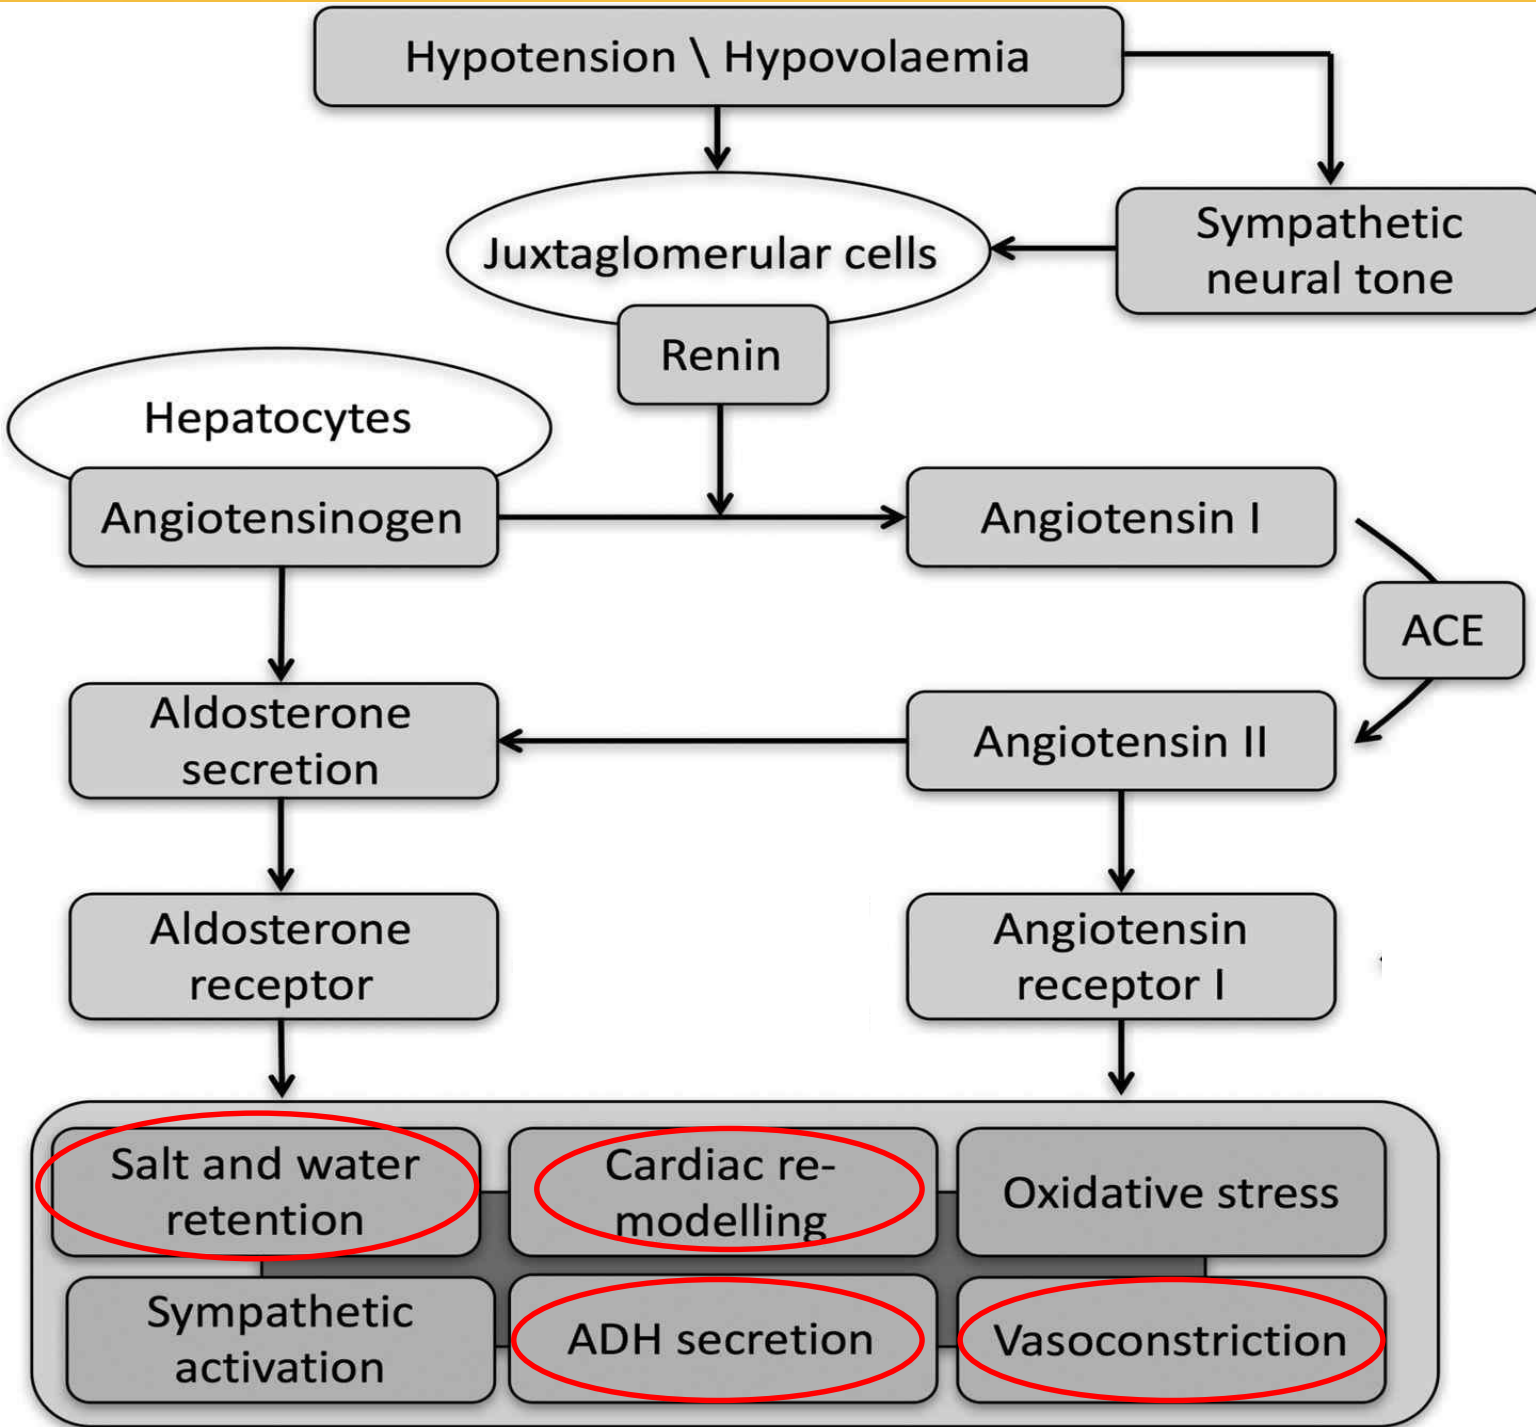 Hypotension \ Hypovolaemia
Sympathetic
neural tone
Juxtaglomerular cells
Renin
Hepatocytes
Angiotensinogen
Angiotensin I
ACE
Aldosterone
secretion
Angiotensin II
Aldosterone
receptor
Angiotensin
receptor I
Salt and water
retention
Cardiac re-
modelling
Oxidative stress
Sympathetic
activation
ADH secretion
Vasoconstriction